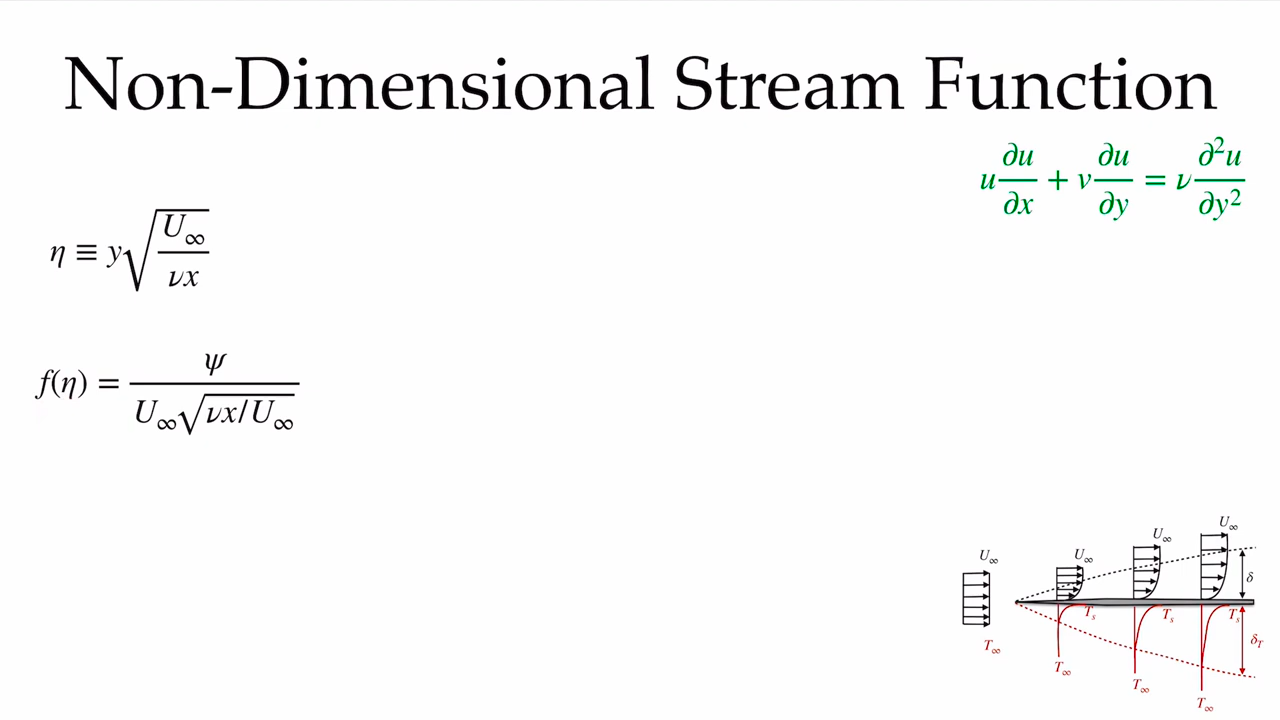 Non-Dimensional Stream Function
u ∂u/∂x + v ∂u/∂y = ν ∂²u/∂y²
η ≡ y√(U∞/νx)
f(η) = ψ/(U∞√(νx/U∞))
U∞ U∞ U∞ U∞
δ
Ts Ts Ts
T∞ δT
T∞ T∞ T∞